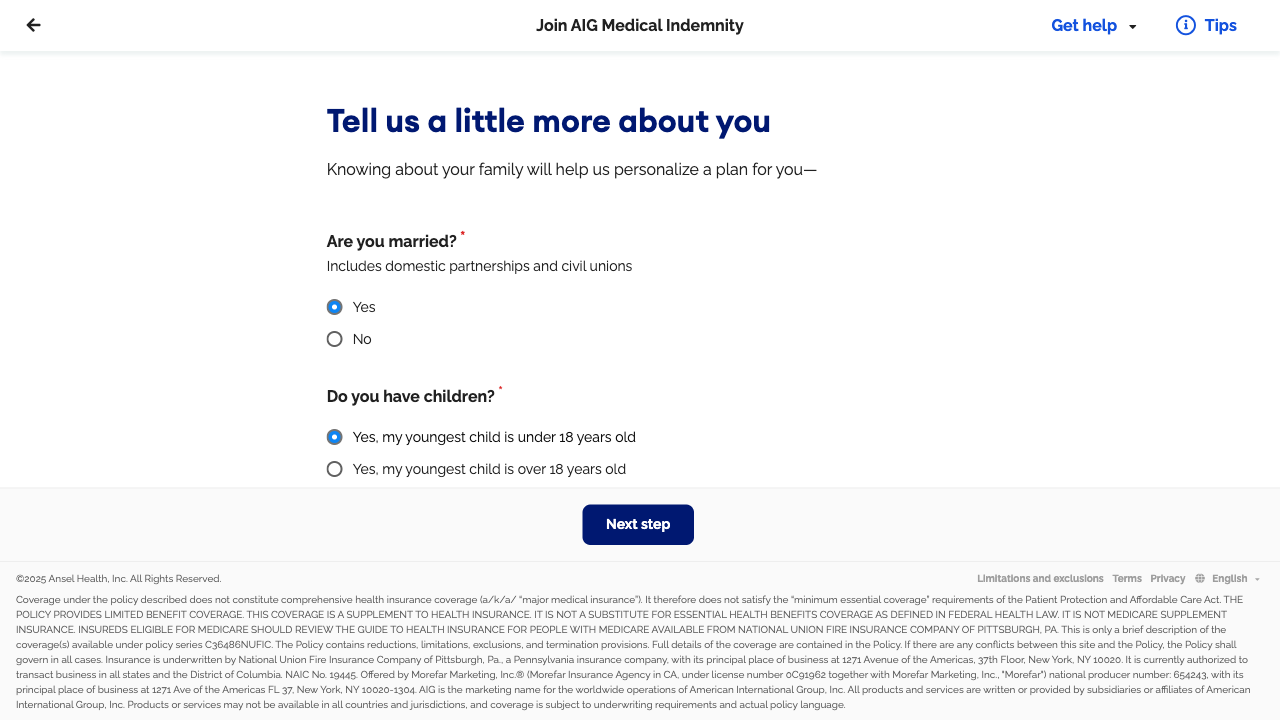 Join AIG Medical Indemnity
Get help
Tips
Tell us a little more about you
Knowing about your family will help us personalize a plan for you—
Are you married? *
Includes domestic partnerships and civil unions
Yes
No
Do you have children? *
Yes, my youngest child is under 18 years old
Yes, my youngest child is over 18 years old
Next step
©2025 Ansel Health, Inc. All Rights Reserved.
Limitations and exclusions Terms Privacy English
Coverage under the policy described does not constitute comprehensive health insurance coverage (a/k/a/ “major medical insurance”). It therefore does not satisfy the “minimum essential coverage” requirements of the Patient Protection and Affordable Care Act. THE
POLICY PROVIDES LIMITED BENEFIT COVERAGE. THIS COVERAGE IS A SUPPLEMENT TO HEALTH INSURANCE. IT IS NOT A SUBSTITUTE FOR ESSENTIAL HEALTH BENEFITS COVERAGE AS DEFINED IN FEDERAL HEALTH LAW. IT IS NOT MEDICARE SUPPLEMENT
INSURANCE. INSUREDS ELIGIBLE FOR MEDICARE SHOULD REVIEW THE GUIDE TO HEALTH INSURANCE FOR PEOPLE WITH MEDICARE AVAILABLE FROM NATIONAL UNION FIRE INSURANCE COMPANY OF PITTSBURGH, PA. This is only a brief description of the
coverage(s) available under policy series C36486NUFIC. The Policy contains reductions, limitations, exclusions, and termination provisions. Full details of the coverage are contained in the Policy. If there are any conflicts between this site and the Policy, the Policy shall
govern in all cases. Insurance is underwritten by National Union Fire Insurance Company of Pittsburgh, Pa., a Pennsylvania insurance company, with its principal place of business at 1271 Avenue of the Americas, 37th Floor, New York, NY 10020. It is currently authorized to
transact business in all states and the District of Columbia. NAIC No. 19445. Offered by Morefar Marketing, Inc.® (Morefar Insurance Agency in CA, under license number 0C91962 together with Morefar Marketing, Inc., "Morefar") national producer number: 654243, with its
principal place of business at 1271 Ave of the Americas FL 37, New York, NY 10020-1304. AIG is the marketing name for the worldwide operations of American International Group, Inc. All products and services are written or provided by subsidiaries or affiliates of American
International Group, Inc. Products or services may not be available in all countries and jurisdictions, and coverage is subject to underwriting requirements and actual policy language.